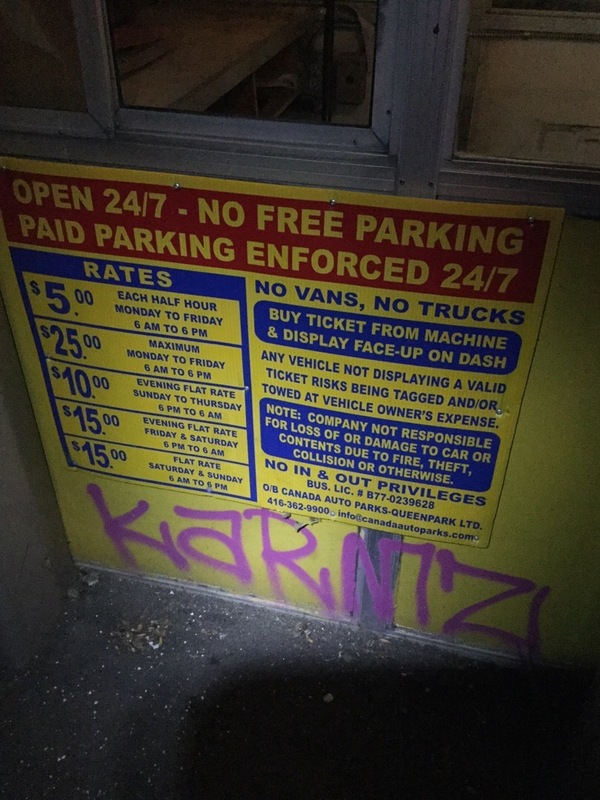 OPEN 24/7 - NO FREE PARKING
PAID PARKING ENFORCED 24/7
RATES
$5.00 EACH HALF HOUR
MONDAY TO FRIDAY
6 AM TO 6 PM
$25.00 MAXIMUM
MONDAY TO FRIDAY
6 AM TO 6 PM
$10.00 EVENING FLAT RATE
SUNDAY TO THURSDAY
6 PM TO 6 AM
$15.00 EVENING FLAT RATE
FRIDAY & SATURDAY
6 PM TO 6 AM
$15.00 FLAT RATE
SATURDAY & SUNDAY
6 AM TO 6 PM
NO VANS, NO TRUCKS
BUY TICKET FROM MACHINE
& DISPLAY FACE-UP ON DASH
ANY VEHICLE NOT DISPLAYING A VALID
TICKET RISKS BEING TAGGED AND/OR
TOWED AT VEHICLE OWNER'S EXPENSE.
NOTE: COMPANY NOT RESPONSIBLE
FOR LOSS OF OR DAMAGE TO CAR OR
CONTENTS DUE TO FIRE, THEFT,
COLLISION OR OTHERWISE.
NO IN & OUT PRIVILEGES
BUS. LIC. # B77-0239628
O/B CANADA AUTO PARKS-QUEENPARK LTD.
416-362-9900 info@canadaautoparks.com